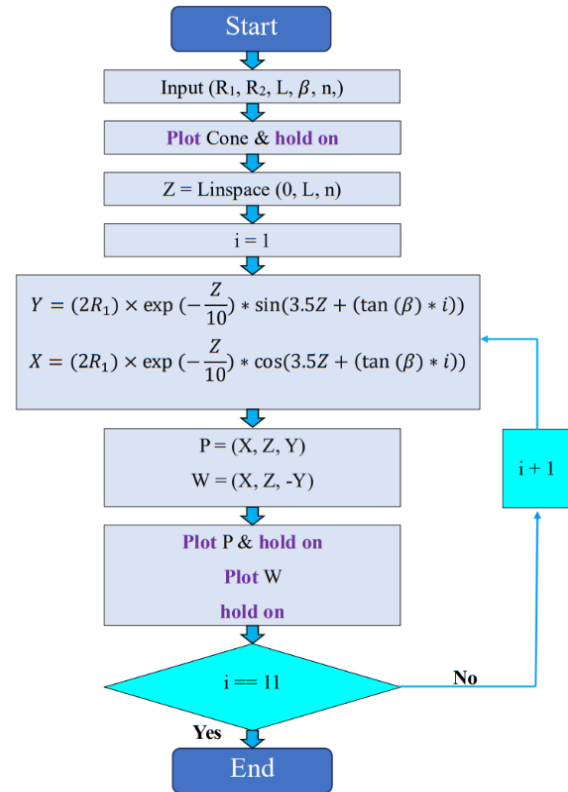 Start
Input (R₁, R₂, L, β, n,)
Plot Cone & hold on
Z = Linspace (0, L, n)
i = 1
Y = (2R₁) × exp (−Z/10) * sin(3.5Z + (tan (β) * i))
X = (2R₁) × exp (−Z/10) * cos(3.5Z + (tan (β) * i))
P = (X, Z, Y)
W = (X, Z, -Y)
i + 1
Plot P & hold on
Plot W
hold on
i == 11
No
Yes
End